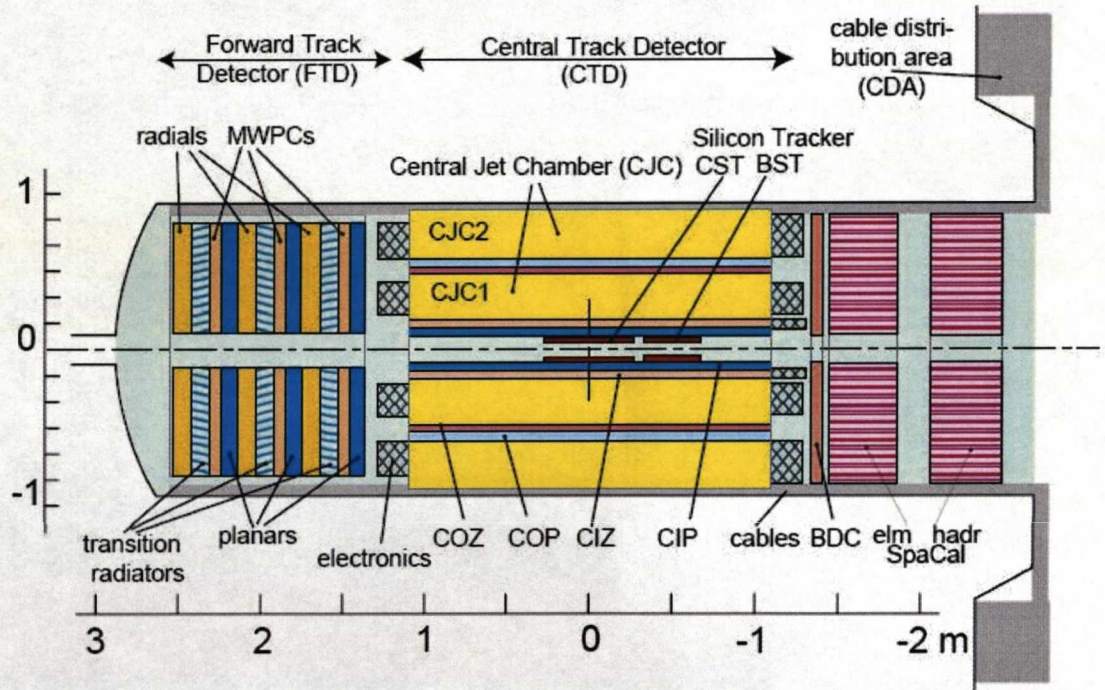 Forward Track
Detector (FTD)
Central Track Detector
(CTD)
cable distri-
bution area
(CDA)
radials MWPCs
Silicon Tracker
Central Jet Chamber (CJC) CST BST
1
CJC2
CJC1
0
-1
transition
radiators
planars
electronics
COZ COP CIZ CIP cables BDC elm hadr
SpaCal
3 2 1 0 -1 -2 m